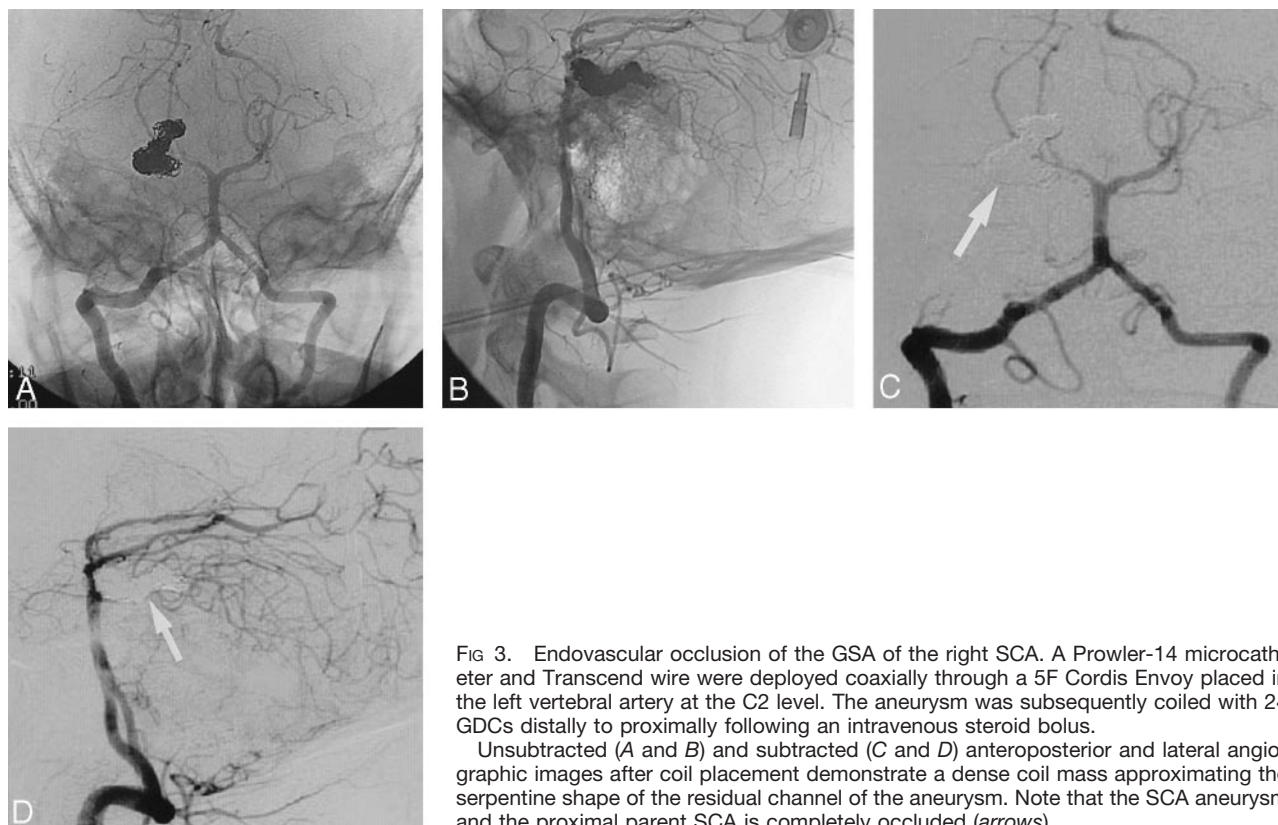 A
B
C
D
FIG 3. Endovascular occlusion of the GSA of the right SCA. A Prowler-14 microcath-
eter and Transcend wire were deployed coaxially through a 5F Cordis Envoy placed in
the left vertebral artery at the C2 level. The aneurysm was subsequently coiled with 24
GDCs distally to proximally following an intravenous steroid bolus.
Unsubtracted (A and B) and subtracted (C and D) anteroposterior and lateral angio-
graphic images after coil placement demonstrate a dense coil mass approximating the
serpentine shape of the residual channel of the aneurysm. Note that the SCA aneurysm
and the proximal parent SCA is completely occluded (arrows).